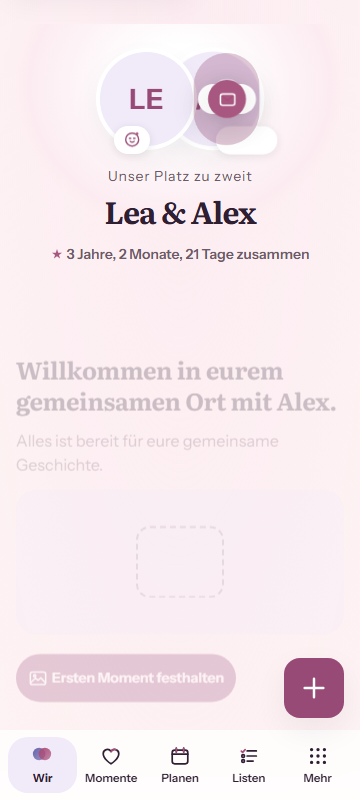 LE
Unser Platz zu zweit
Lea & Alex
★ 3 Jahre, 2 Monate, 21 Tage zusammen
Willkommen in eurem
gemeinsamen Ort mit Alex.
Alles ist bereit für eure gemeinsame
Geschichte.
Ersten Moment festhalten
Wir
Momente
Planen
Listen
Mehr